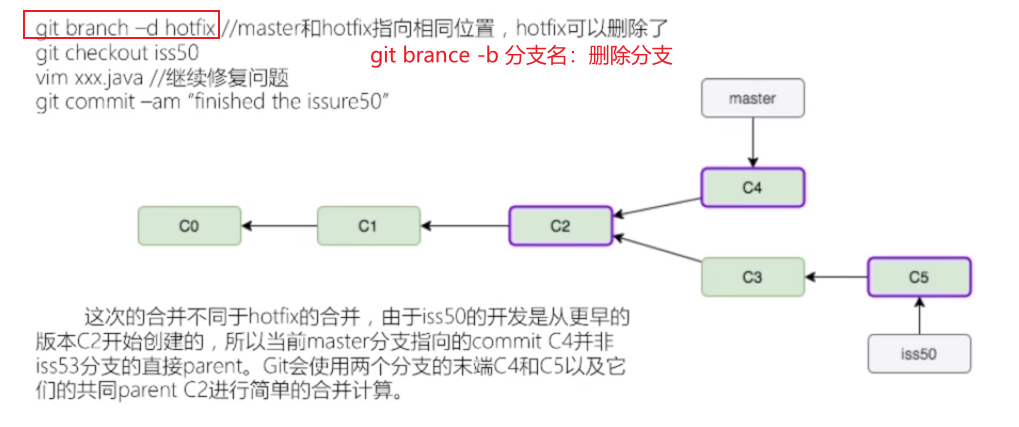 git branch –d hotfix //master和hotfix指向相同位置，hotfix可以删除了
git checkout iss50
git brance -b 分支名：删除分支
vim xxx.java //继续修复问题
git commit –am “finished the issure50”
master
C4
C0
C1
C2
C3
C5
iss50
这次的合并不同于hotfix的合并，由于iss50的开发是从更早的
版本C2开始创建的，所以当前master分支指向的commit C4并非
iss53分支的直接parent。Git会使用两个分支的末端C4和C5以及它
们的共同parent C2进行简单的合并计算。